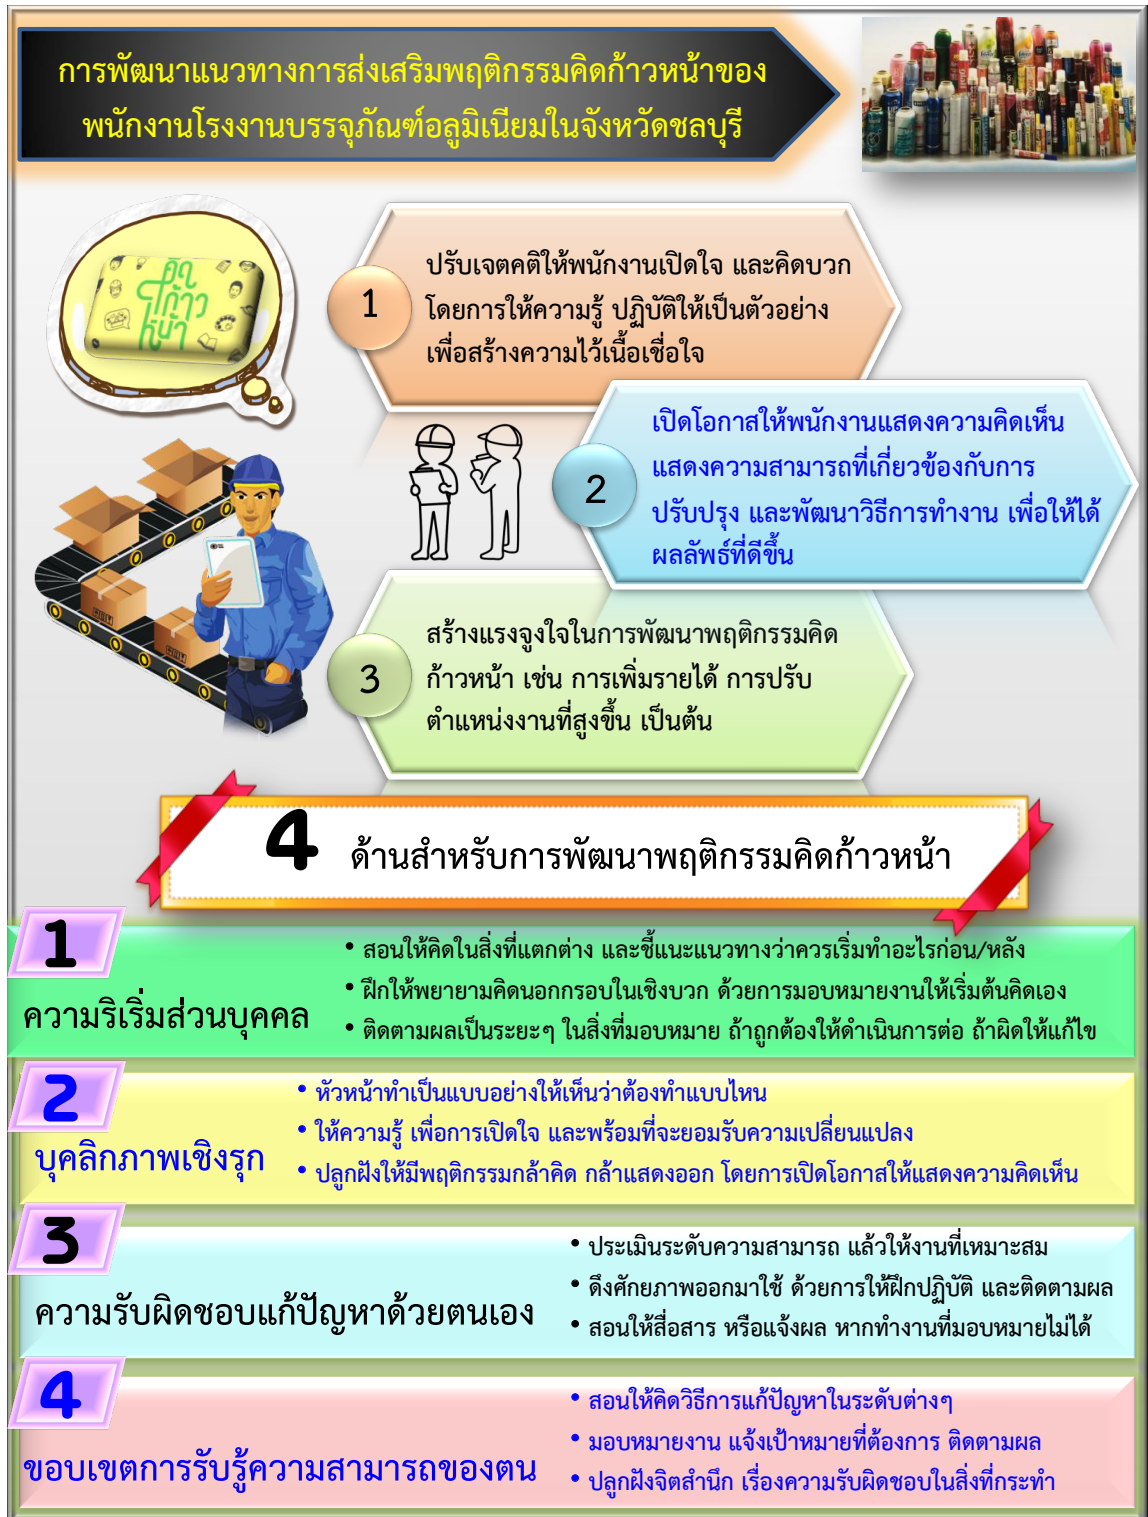 การพัฒนาแนวทางการส่งเสริมพฤติกรรมคิดก้าวหน้าของ
พนักงานโรงงานบรรจุภัณฑ์อลูมิเนียมในจังหวัดชลบุรี
คิด
ก้าว
หน้า
1
ปรับเจตคติให้พนักงานเปิดใจ และคิดบวก
โดยการให้ความรู้ ปฏิบัติให้เป็นตัวอย่าง
เพื่อสร้างความไว้เนื้อเชื่อใจ
2
เปิดโอกาสให้พนักงานแสดงความคิดเห็น
แสดงความสามารถที่เกี่ยวข้องกับการ
ปรับปรุง และพัฒนาวิธีการทำงาน เพื่อให้ได้
ผลลัพธ์ที่ดีขึ้น
3
สร้างแรงจูงใจในการพัฒนาพฤติกรรมคิด
ก้าวหน้า เช่น การเพิ่มรายได้ การปรับ
ตำแหน่งงานที่สูงขึ้น เป็นต้น
4 ด้านสำหรับการพัฒนาพฤติกรรมคิดก้าวหน้า
1
ความริเริ่มส่วนบุคคล
• สอนให้คิดในสิ่งที่แตกต่าง และชี้แนะแนวทางว่าควรเริ่มทำอะไรก่อน/หลัง
• ฝึกให้พยายามคิดนอกกรอบในเชิงบวก ด้วยการมอบหมายงานให้เริ่มต้นคิดเอง
• ติดตามผลเป็นระยะๆ ในสิ่งที่มอบหมาย ถ้าถูกต้องให้ดำเนินการต่อ ถ้าผิดให้แก้ไข
2
บุคลิกภาพเชิงรุก
• หัวหน้าทำเป็นแบบอย่างให้เห็นว่าต้องทำแบบไหน
• ให้ความรู้ เพื่อการเปิดใจ และพร้อมที่จะยอมรับความเปลี่ยนแปลง
• ปลูกฝังให้มีพฤติกรรมกล้าคิด กล้าแสดงออก โดยการเปิดโอกาสให้แสดงความคิดเห็น
3
ความรับผิดชอบแก้ปัญหาด้วยตนเอง
• ประเมินระดับความสามารถ แล้วให้งานที่เหมาะสม
• ดึงศักยภาพออกมาใช้ ด้วยการให้ฝึกปฏิบัติ และติดตามผล
• สอนให้สื่อสาร หรือแจ้งผล หากทำงานที่มอบหมายไม่ได้
4
ขอบเขตการรับรู้ความสามารถของตน
• สอนให้คิดวิธีการแก้ปัญหาในระดับต่างๆ
• มอบหมายงาน แจ้งเป้าหมายที่ต้องการ ติดตามผล
• ปลูกฝังจิตสำนึก เรื่องความรับผิดชอบในสิ่งที่กระทำ